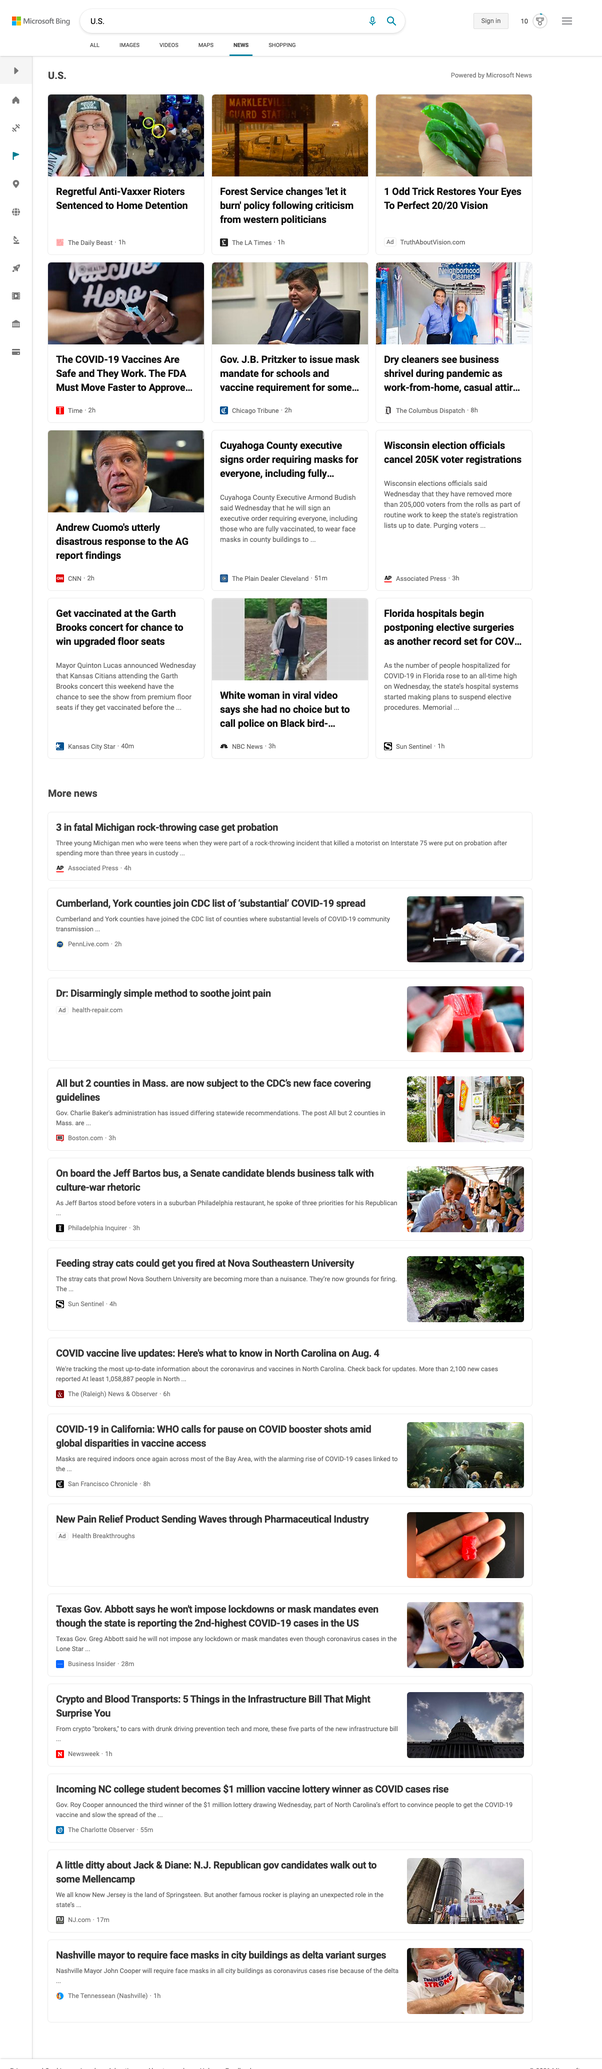 Microsoft Bing
U.S.
Sign in
10
ALL
IMAGES
VIDEOS
MAPS
NEWS
SHOPPING
U.S.
Powered by Microsoft News
MARKLEEVILL
GUARD STATI
Regretful Anti-Vaxxer Rioters
Sentenced to Home Detention
The Daily Beast · 1h
Forest Service changes 'let it
burn' policy following criticism
from western politicians
The LA Times · 1h
1 Odd Trick Restores Your Eyes
To Perfect 20/20 Vision
Ad TruthAboutVision.com
Vaccine
Hero
Neighborhood
Cleaners
The COVID-19 Vaccines Are
Safe and They Work. The FDA
Must Move Faster to Approve...
Time · 2h
Gov. J.B. Pritzker to issue mask
mandate for schools and
vaccine requirement for some...
Chicago Tribune · 2h
Dry cleaners see business
shrivel during pandemic as
work-from-home, casual attir...
The Columbus Dispatch · 8h
Andrew Cuomo's utterly
disastrous response to the AG
report findings
CNN · 2h
Cuyahoga County executive
signs order requiring masks for
everyone, including fully...
Cuyahoga County Executive Armond Budish
said Wednesday that he will sign an
executive order requiring everyone, including
those who are fully vaccinated, to wear face
masks in county buildings to ...
The Plain Dealer Cleveland · 51m
Wisconsin election officials
cancel 205K voter registrations
Wisconsin elections officials said
Wednesday that they have removed more
than 205,000 voters from the rolls as part of
routine work to keep the state's registration
lists up to date. Purging voters ...
AP Associated Press · 3h
Get vaccinated at the Garth
Brooks concert for chance to
win upgraded floor seats
Mayor Quinton Lucas announced Wednesday
that Kansas Citians attending the Garth
Brooks concert this weekend have the
chance to see the show from premium floor
seats if they get vaccinated before the ...
Kansas City Star · 40m
White woman in viral video
says she had no choice but to
call police on Black bird-...
NBC News · 3h
Florida hospitals begin
postponing elective surgeries
as another record set for COV...
As the number of people hospitalized for
COVID-19 in Florida rose to an all-time high
on Wednesday, the state's hospital systems
started making plans to suspend elective
procedures. Memorial ...
Sun Sentinel · 1h
More news
3 in fatal Michigan rock-throwing case get probation
Three young Michigan men who were teens when they were part of a rock-throwing incident that killed a motorist on Interstate 75 were put on probation after
spending more than three years in custody ...
AP Associated Press · 4h
Cumberland, York counties join CDC list of 'substantial' COVID-19 spread
Cumberland and York counties have joined the CDC list of counties where substantial levels of COVID-19 community
transmission ...
PennLive.com · 2h
Dr: Disarmingly simple method to soothe joint pain
Ad health-repair.com
All but 2 counties in Mass. are now subject to the CDC's new face covering
guidelines
Gov. Charlie Baker's administration has issued differing statewide recommendations. The post All but 2 counties in
Mass. are ...
Boston.com · 3h
On board the Jeff Bartos bus, a Senate candidate blends business talk with
culture-war rhetoric
As Jeff Bartos stood before voters in a suburban Philadelphia restaurant, he spoke of three priorities for his Republican
...
Philadelphia Inquirer · 3h
Feeding stray cats could get you fired at Nova Southeastern University
The stray cats that prowl Nova Southern University are becoming more than a nuisance. They're now grounds for firing.
The ...
Sun Sentinel · 4h
COVID vaccine live updates: Here's what to know in North Carolina on Aug. 4
We're tracking the most up-to-date information about the coronavirus and vaccines in North Carolina. Check back for updates. More than 2,100 new cases
reported At least 1,058,887 people in North ...
The (Raleigh) News & Observer · 6h
COVID-19 in California: WHO calls for pause on COVID booster shots amid
global disparities in vaccine access
Masks are required indoors once again across most of the Bay Area, with the alarming rise of COVID-19 cases linked to
the ...
San Francisco Chronicle · 8h
New Pain Relief Product Sending Waves through Pharmaceutical Industry
Ad Health Breakthroughs
Texas Gov. Abbott says he won't impose lockdowns or mask mandates even
though the state is reporting the 2nd-highest COVID-19 cases in the US
Texas Gov. Greg Abbott said he will not impose any lockdown or mask mandates even though coronavirus cases in the
Lone Star ...
Business Insider · 28m
Crypto and Blood Transports: 5 Things in the Infrastructure Bill That Might
Surprise You
From crypto "brokers," to cars with drunk driving prevention tech and more, these five parts of the new infrastructure bill
...
Newsweek · 1h
Incoming NC college student becomes $1 million vaccine lottery winner as COVID cases rise
Gov. Roy Cooper announced the third winner of the $1 million lottery drawing Wednesday, part of North Carolina's effort to convince people to get the COVID-19
vaccine and slow the spread of the ...
The Charlotte Observer · 55m
A little ditty about Jack & Diane: N.J. Republican gov candidates walk out to
some Mellencamp
We all know New Jersey is the land of Springsteen. But another famous rocker is playing an unexpected role in the
state's ...
NJ.com · 17m
Nashville mayor to require face masks in city buildings as delta variant surges
Nashville Mayor John Cooper will require face masks in all city buildings as coronavirus cases rise because of the delta
...
The Tennessean (Nashville) · 1h
TENNESSEE
STRONG